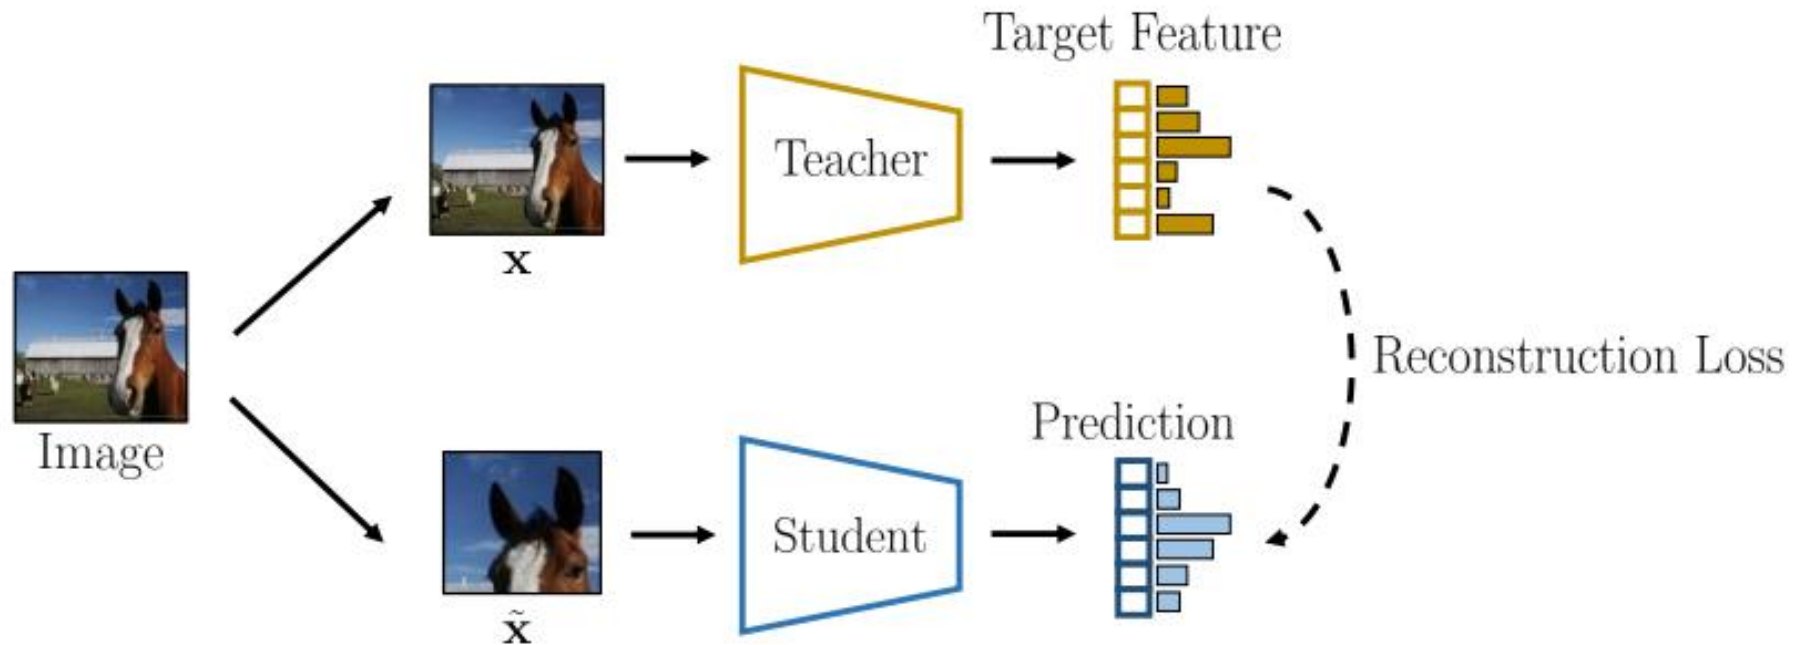 Target Feature
Teacher
x
Image
Reconstruction Loss
Prediction
Student
x̃